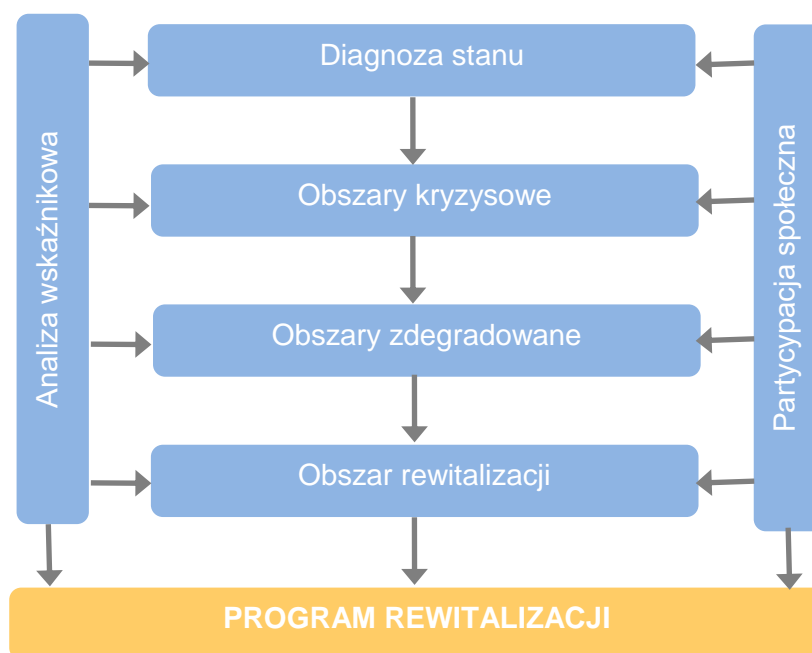 Diagnoza stanu
Analiza wskaźnikowa
Partycypacja społeczna
Obszary kryzysowe
Obszary zdegradowane
Obszar rewitalizacji
PROGRAM REWITALIZACJI